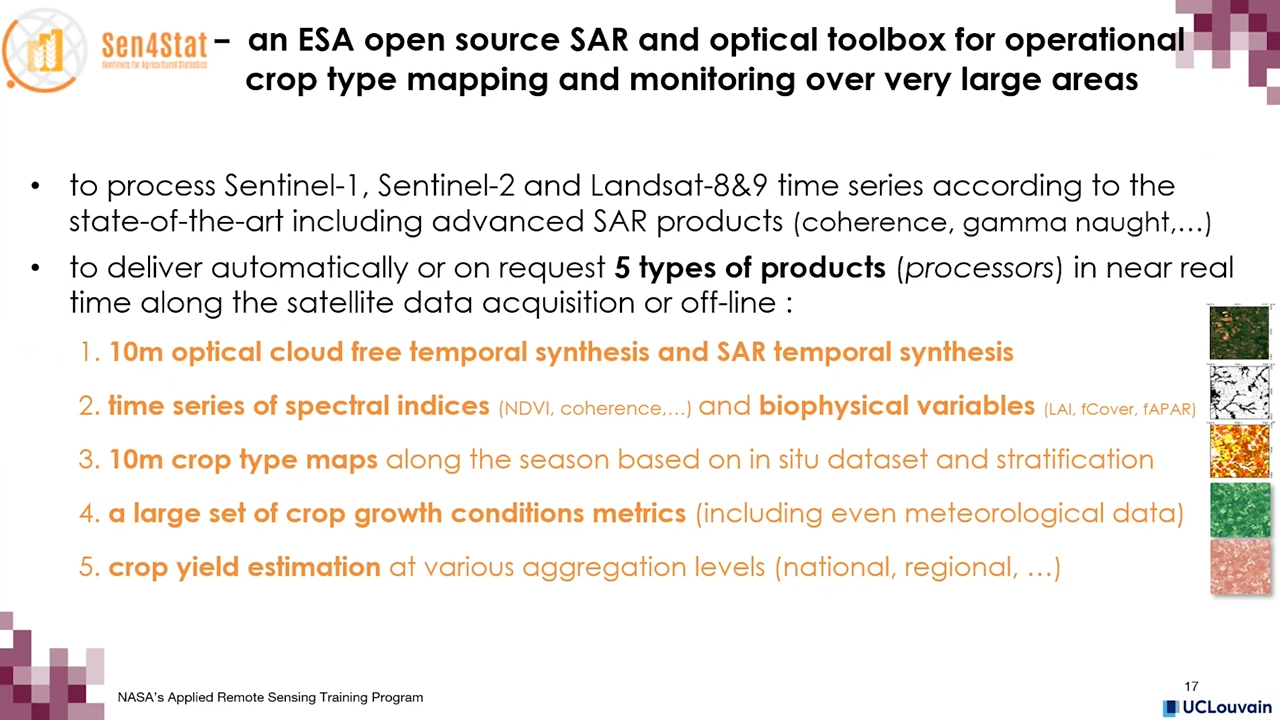 Sen4Stat – an ESA open source SAR and optical toolbox for operational
Sentinels for Agricultural Statistics
crop type mapping and monitoring over very large areas
• to process Sentinel-1, Sentinel-2 and Landsat-8&9 time series according to the
state-of-the-art including advanced SAR products (coherence, gamma naught,…)
• to deliver automatically or on request 5 types of products (processors) in near real
time along the satellite data acquisition or off-line :
1. 10m optical cloud free temporal synthesis and SAR temporal synthesis
2. time series of spectral indices (NDVI, coherence,…) and biophysical variables (LAI, fCover, fAPAR)
3. 10m crop type maps along the season based on in situ dataset and stratification
4. a large set of crop growth conditions metrics (including even meteorological data)
5. crop yield estimation at various aggregation levels (national, regional, …)
NASA's Applied Remote Sensing Training Program
17
UCLouvain